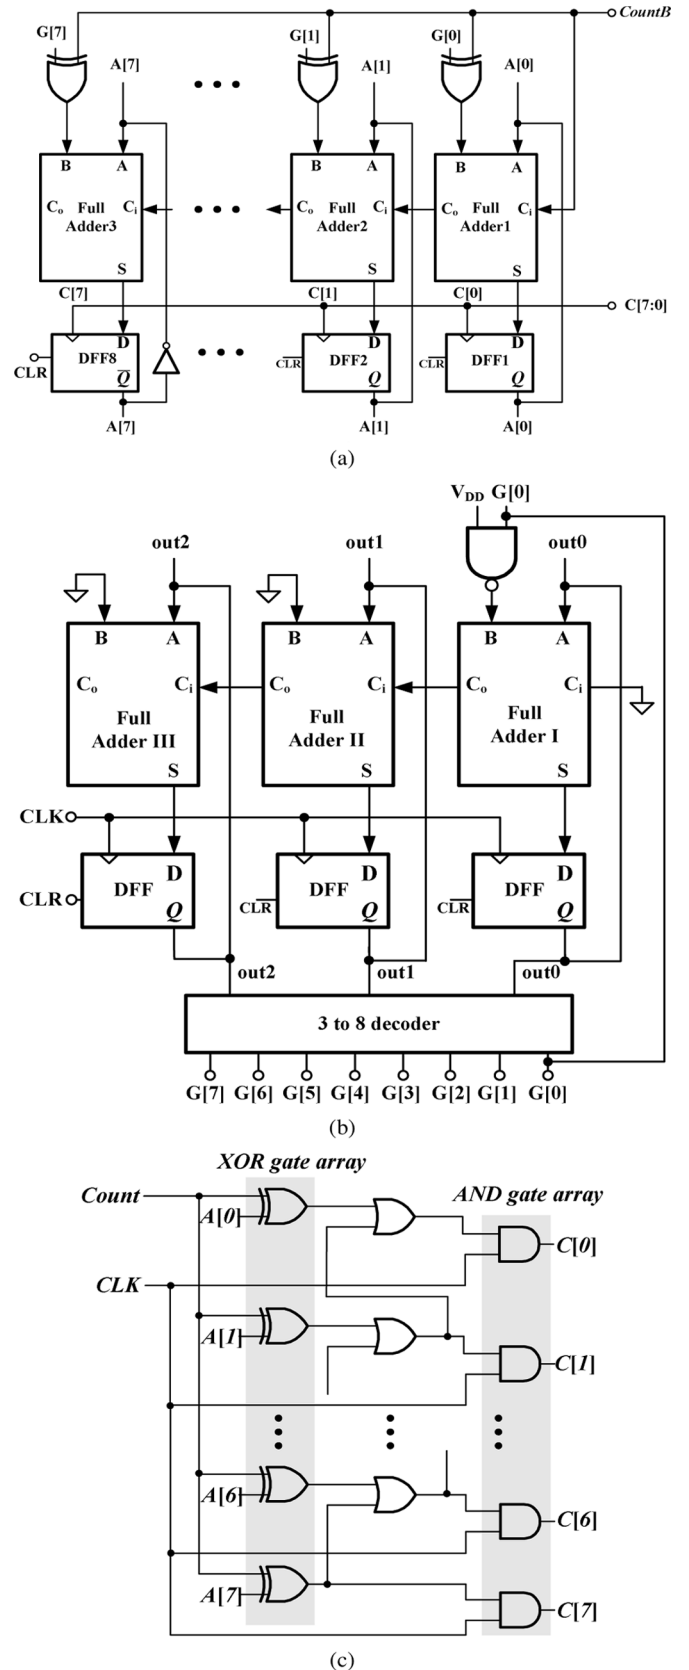 CountB
G[7] G[1] G[0]
A[7] A[1] A[0]
B A B A B A
Co Full Adder3 Ci Co Full Adder2 Ci Co Full Adder1 Ci
S S S
C[7] C[1] C[0] C[7:0]
D D D
DFF8 DFF2 DFF1
CLR CLR CLR
Q Q Q
A[7] A[1] A[0]
(a)
VDD G[0]
out2 out1 out0
B A B A B A
Co Ci Co Ci Co Ci
Full Adder III Full Adder II Full Adder I
S S S
CLK
D D D
DFF DFF DFF
CLR CLR CLR
Q Q Q
out2 out1 out0
3 to 8 decoder
G[7] G[6] G[5] G[4] G[3] G[2] G[1] G[0]
(b)
XOR gate array
Count AND gate array
A[0] C[0]
CLK
A[1] C[1]
A[6] C[6]
A[7] C[7]
(c)